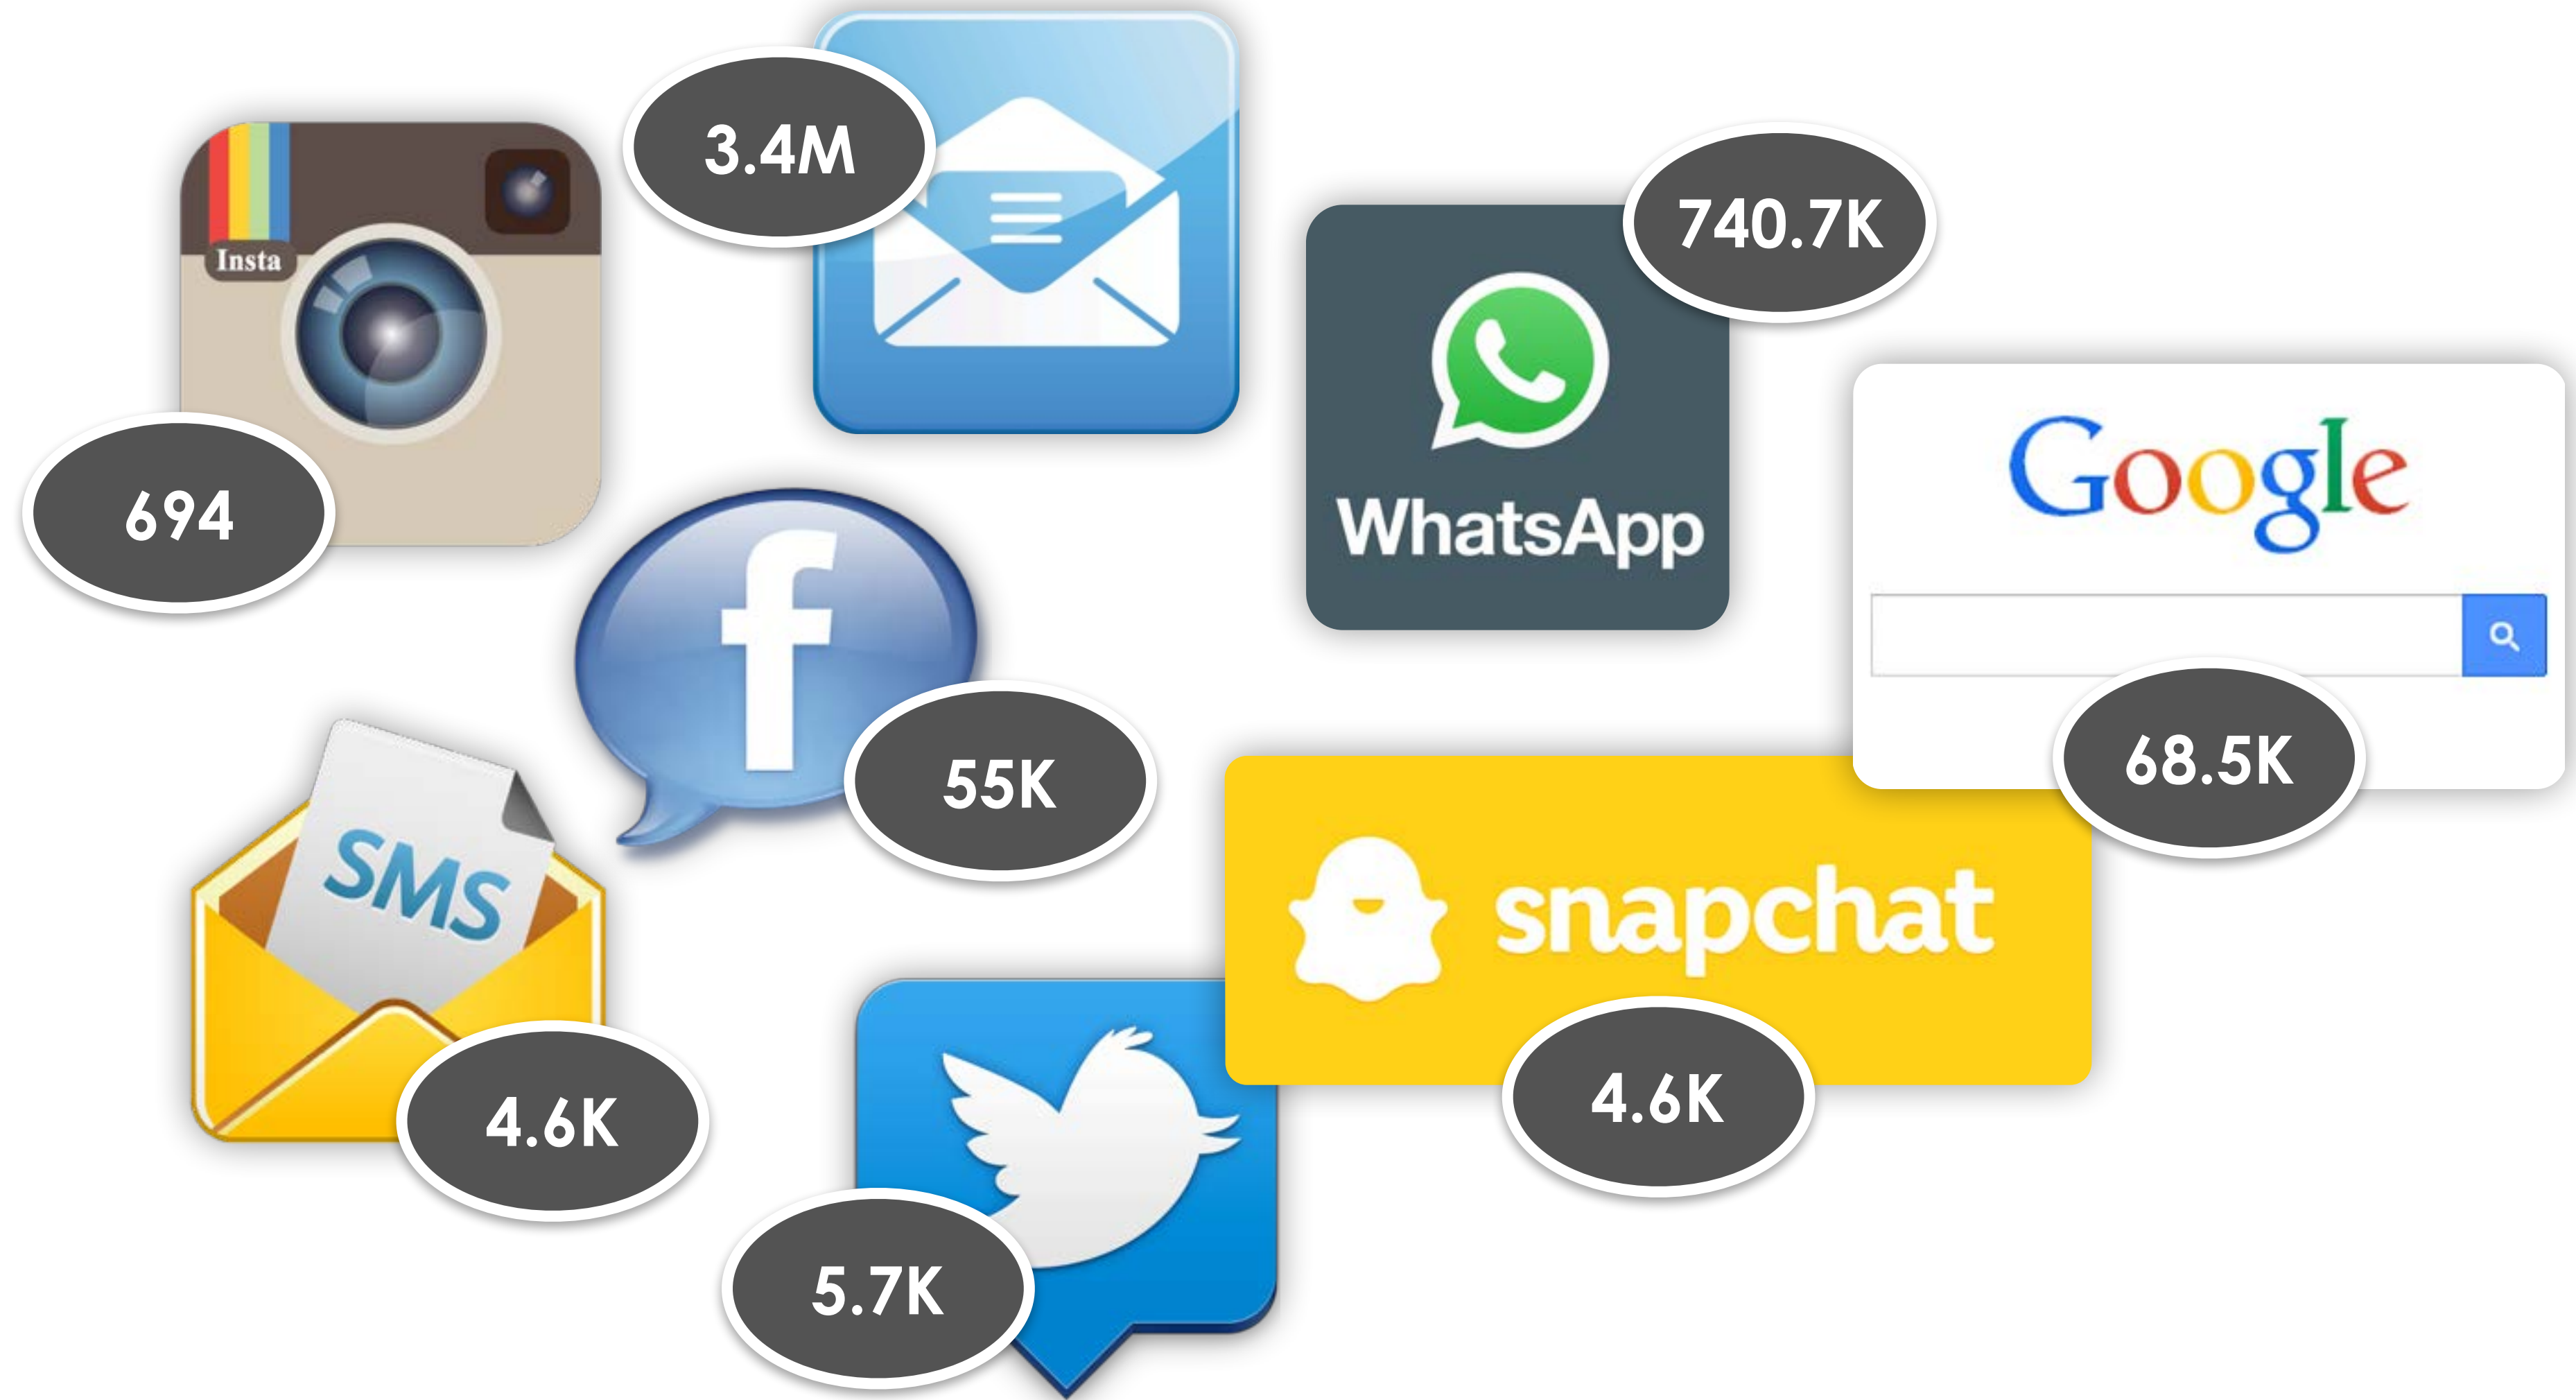 3.4M
740.7K
Insta
694
WhatsApp
Google
f
55K
68.5K
SMS
snapchat
4.6K
4.6K
5.7K